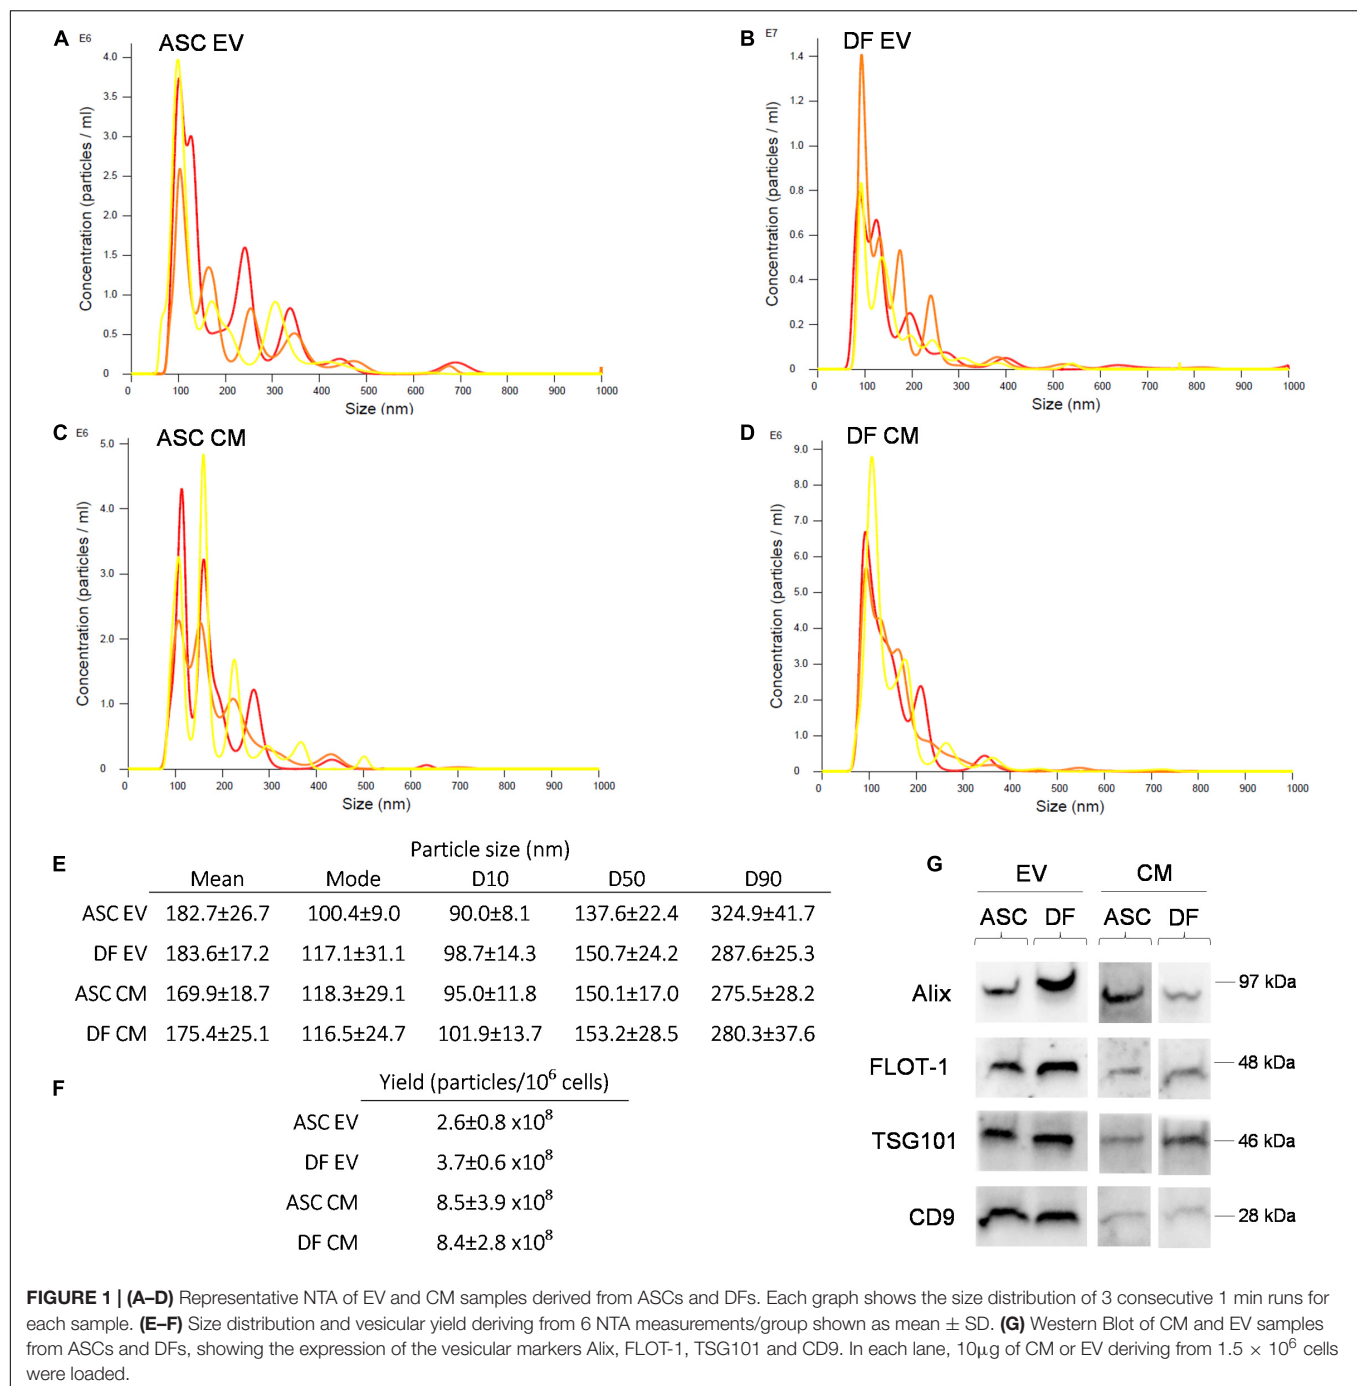 A E6 ASC EV
4.0
3.0
2.5
2.0
1.5
1.0
0.5
0
Concentration (particles / ml)
0 100 200 300 400 500 600 700 800 900 1000
Size (nm)
B E7 DF EV
1.4
1.2
1.0
0.8
0.6
0.4
0.2
0
Concentration (particles / ml)
0 100 200 300 400 500 600 700 800 900 1000
Size (nm)
C E6 ASC CM
5.0
4.0
3.0
2.0
1.0
0
Concentration (particles / ml)
0 100 200 300 400 500 600 700 800 900 1000
Size (nm)
D E6 DF CM
9.0
8.0
7.0
6.0
5.0
4.0
3.0
2.0
1.0
0
Concentration (particles / ml)
0 100 200 300 400 500 600 700 800 900 1000
Size (nm)
E Particle size (nm)
Mean Mode D10 D50 D90
ASC EV 182.7±26.7 100.4±9.0 90.0±8.1 137.6±22.4 324.9±41.7
DF EV 183.6±17.2 117.1±31.1 98.7±14.3 150.7±24.2 287.6±25.3
ASC CM 169.9±18.7 118.3±29.1 95.0±11.8 150.1±17.0 275.5±28.2
DF CM 175.4±25.1 116.5±24.7 101.9±13.7 153.2±28.5 280.3±37.6
F Yield (particles/10⁶ cells)
ASC EV 2.6±0.8 x10⁸
DF EV 3.7±0.6 x10⁸
ASC CM 8.5±3.9 x10⁸
DF CM 8.4±2.8 x10⁸
G EV CM
ASC DF ASC DF
Alix 97 kDa
FLOT-1 48 kDa
TSG101 46 kDa
CD9 28 kDa
FIGURE 1 | (A–D) Representative NTA of EV and CM samples derived from ASCs and DFs. Each graph shows the size distribution of 3 consecutive 1 min runs for
each sample. (E–F) Size distribution and vesicular yield deriving from 6 NTA measurements/group shown as mean ± SD. (G) Western Blot of CM and EV samples
from ASCs and DFs, showing the expression of the vesicular markers Alix, FLOT-1, TSG101 and CD9. In each lane, 10μg of CM or EV deriving from 1.5 × 10⁶ cells
were loaded.